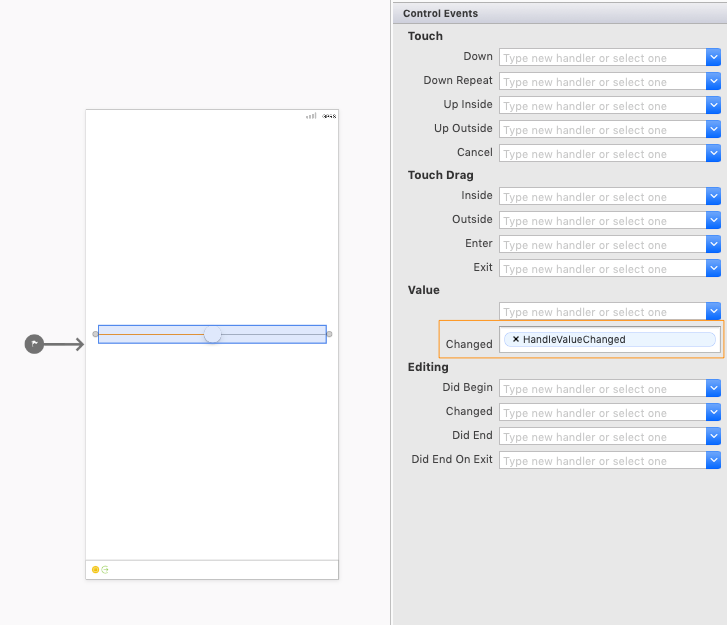 Control Events
Touch
Down Type new handler or select one
Down Repeat Type new handler or select one
Up Inside Type new handler or select one
Up Outside Type new handler or select one
Cancel Type new handler or select one
Touch Drag
Inside Type new handler or select one
Outside Type new handler or select one
Enter Type new handler or select one
Exit Type new handler or select one
Value
Type new handler or select one
Changed × HandleValueChanged
Editing
Did Begin Type new handler or select one
Changed Type new handler or select one
Did End Type new handler or select one
Did End On Exit Type new handler or select one